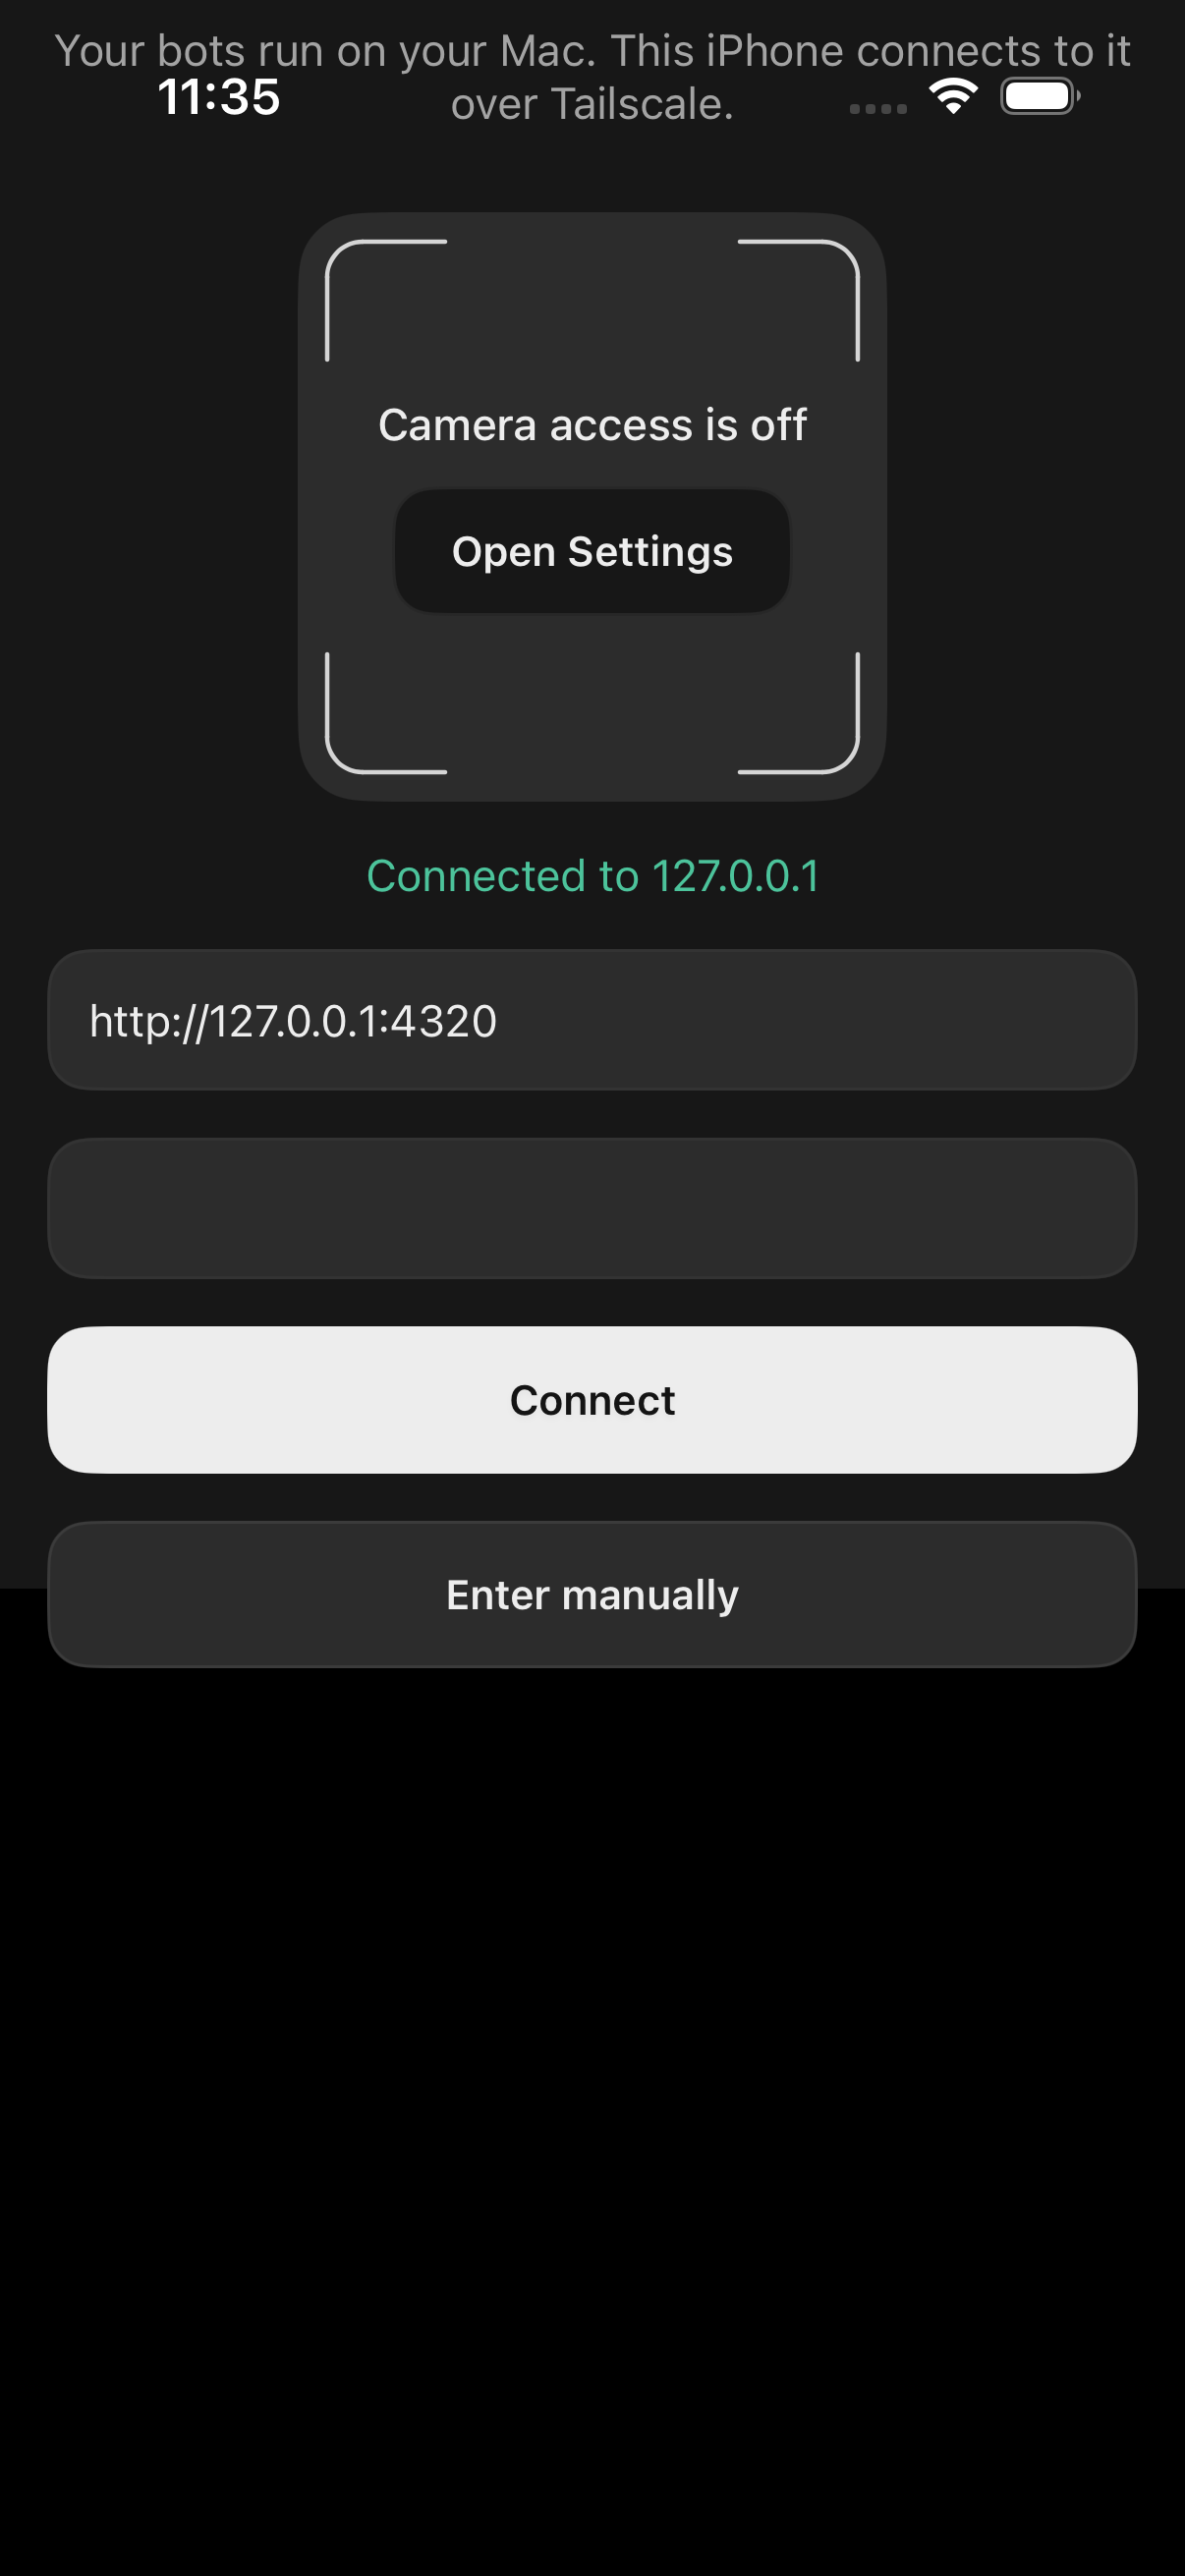 Your bots run on your Mac. This iPhone connects to it
over Tailscale.
11:35
Camera access is off
Open Settings
Connected to 127.0.0.1
http://127.0.0.1:4320
Connect
Enter manually